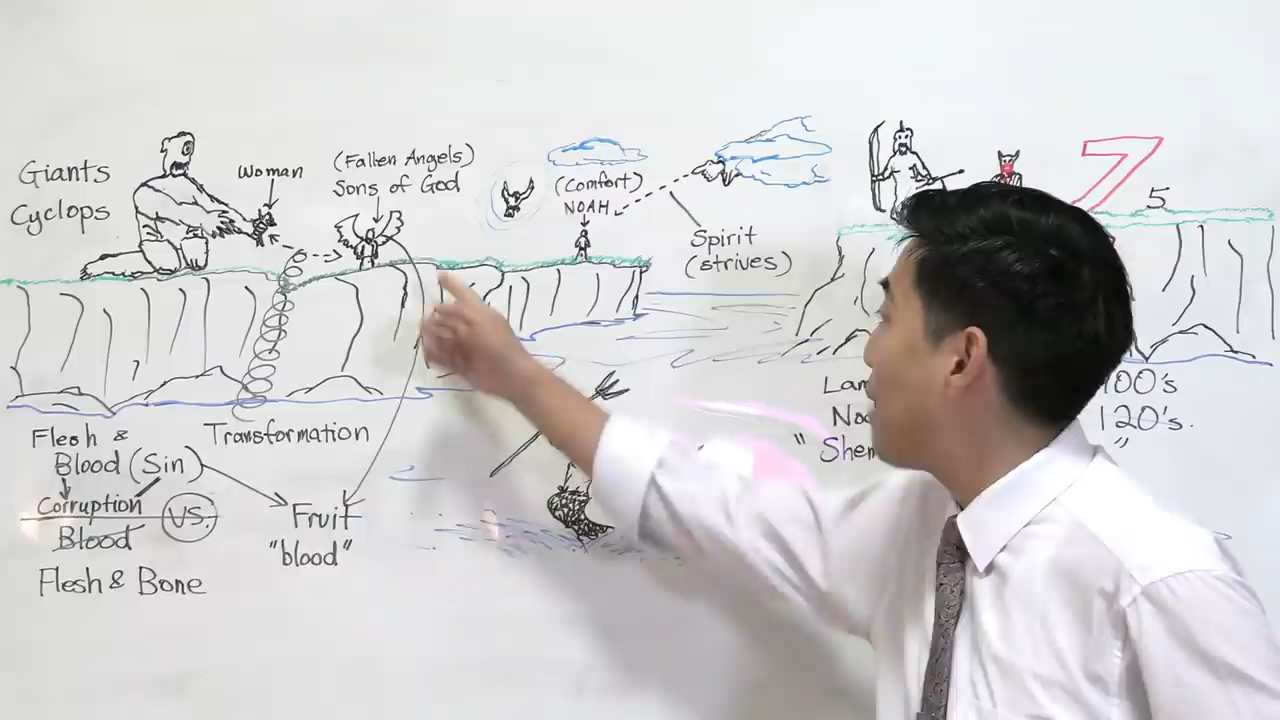 Giants
Cyclops
Woman
(Fallen Angels)
Sons of God
(Comfort)
NOAH
Spirit
(strives)
7
5
100's
120's.
"
"
Transformation
Flesh &
Blood (Sin)
Corruption
Blood
VS.
Flesh & Bone
Fruit
"blood"